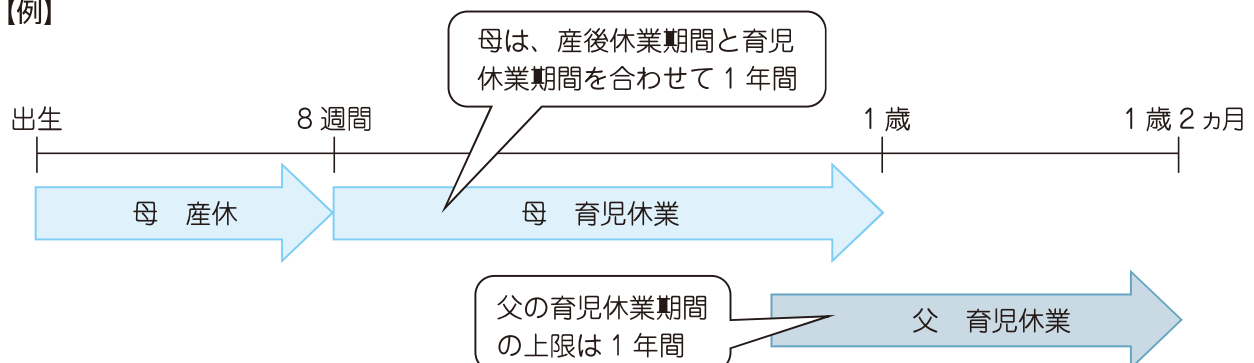 【例】
母は、産後休業期間と育児
休業期間を合わせて1年間
出生
8週間
1歳
1歳2ヵ月
母　産休
母　育児休業
父の育児休業期間
の上限は1年間
父　育児休業